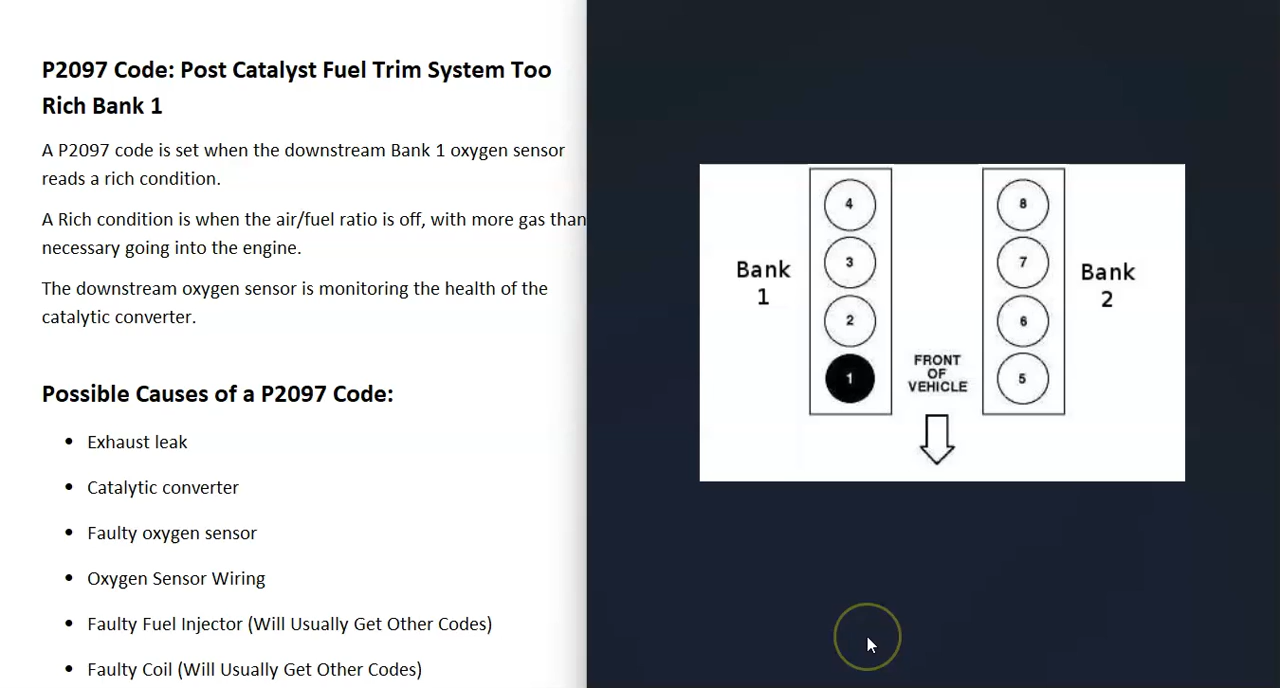 P2097 Code: Post Catalyst Fuel Trim System Too
Rich Bank 1
A P2097 code is set when the downstream Bank 1 oxygen sensor
reads a rich condition.
A Rich condition is when the air/fuel ratio is off, with more gas than
necessary going into the engine.
The downstream oxygen sensor is monitoring the health of the
catalytic converter.
Possible Causes of a P2097 Code:
• Exhaust leak
• Catalytic converter
• Faulty oxygen sensor
• Oxygen Sensor Wiring
• Faulty Fuel Injector (Will Usually Get Other Codes)
• Faulty Coil (Will Usually Get Other Codes)
Bank
1
4
3
2
1
FRONT
OF
VEHICLE
8
7
6
5
Bank
2